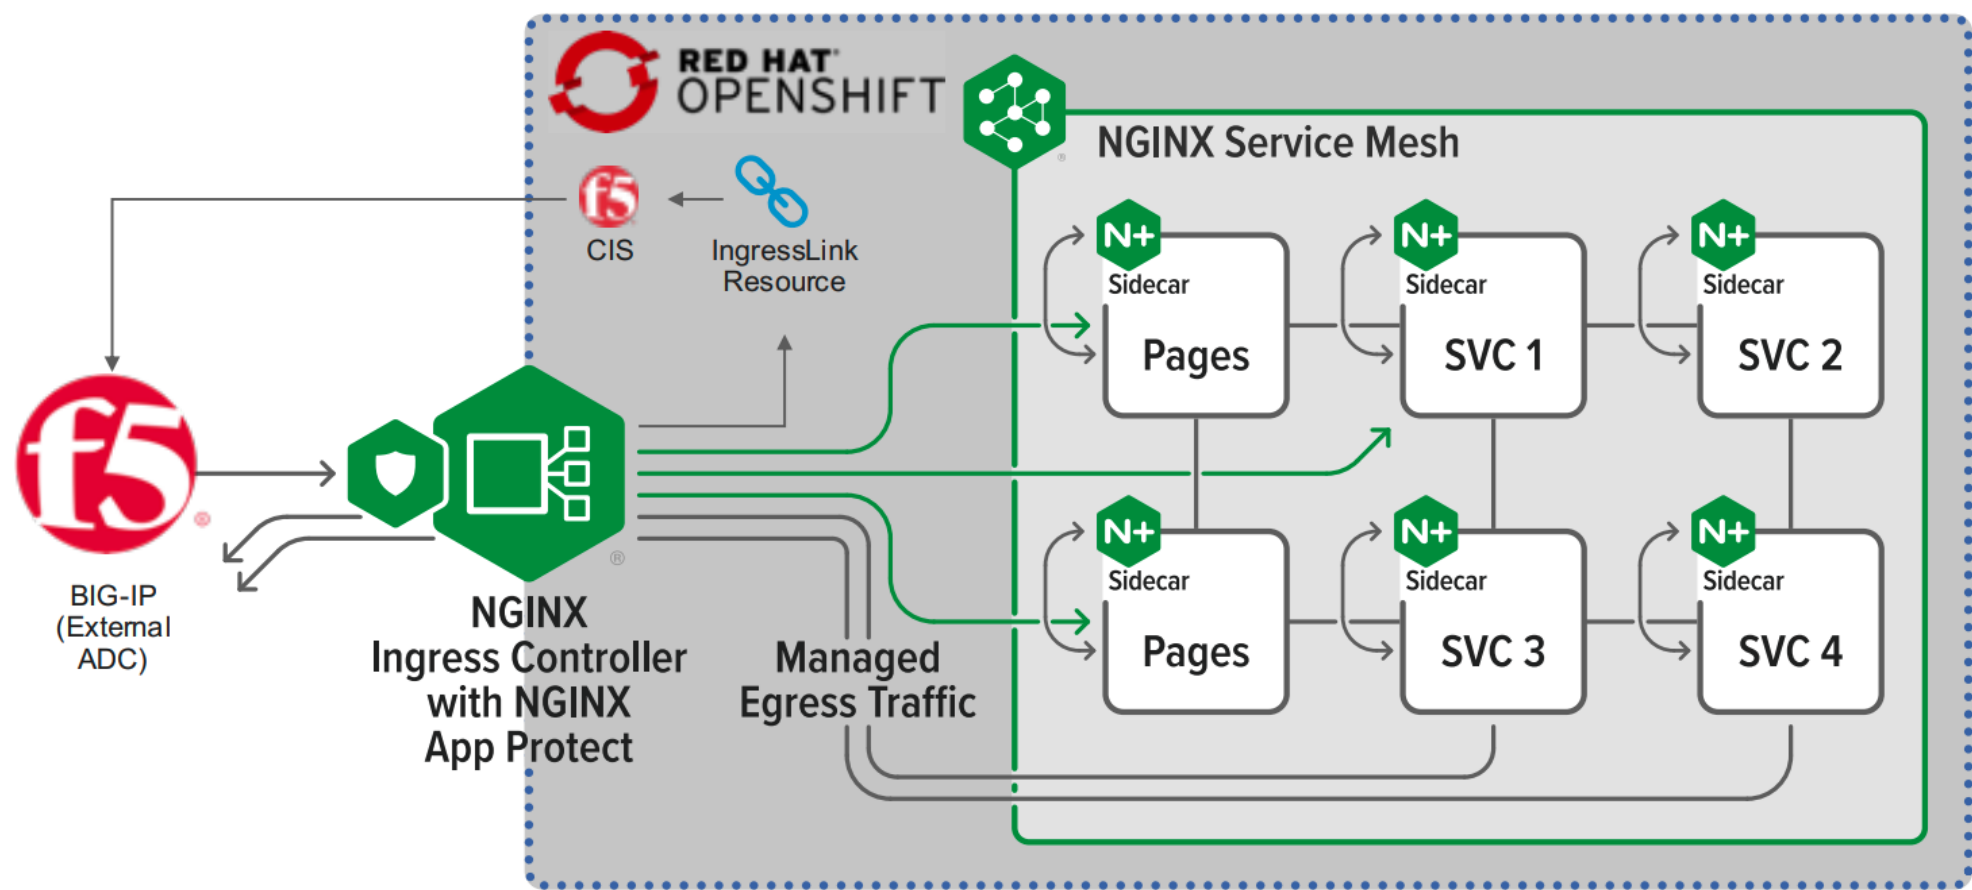 RED HAT®
OPENSHIFT
NGINX Service Mesh
®
f5
CIS
IngressLink
Resource
N+
Sidecar
Pages
N+
Sidecar
SVC 1
N+
Sidecar
SVC 2
f5
®
BIG-IP
(External
ADC)
®
NGINX
Ingress Controller
with NGINX
App Protect
Managed
Egress Traffic
N+
Sidecar
Pages
N+
Sidecar
SVC 3
N+
Sidecar
SVC 4